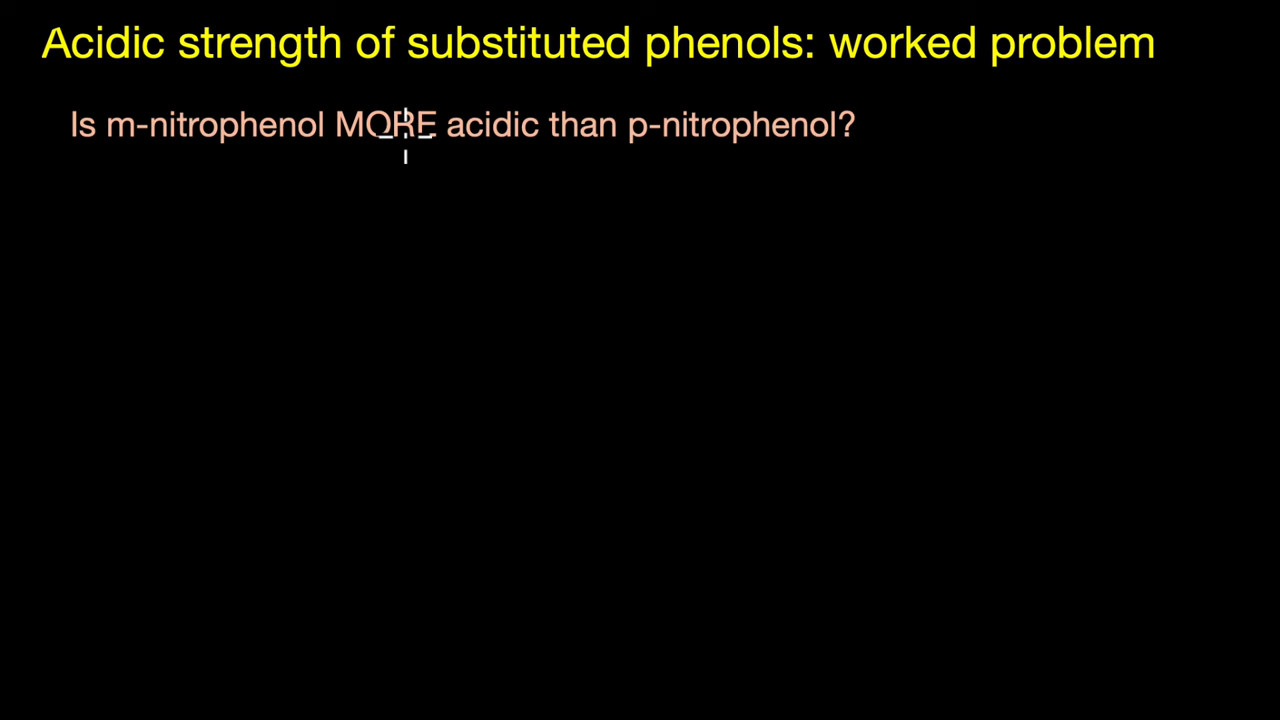 Acidic strength of substituted phenols: worked problem
Is m-nitrophenol MORE acidic than p-nitrophenol?